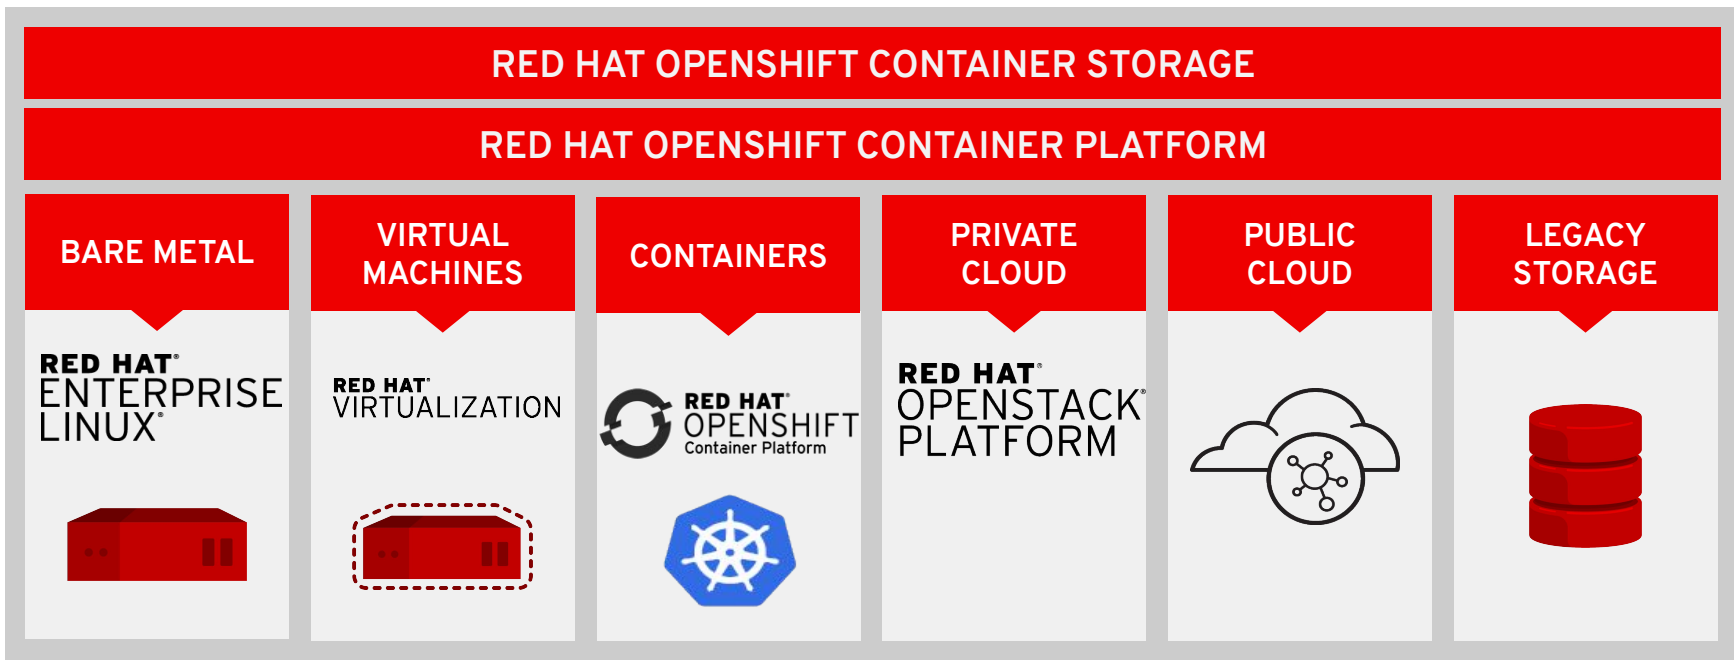 RED HAT OPENSHIFT CONTAINER STORAGE
RED HAT OPENSHIFT CONTAINER PLATFORM
BARE METAL
VIRTUAL
MACHINES
CONTAINERS
PRIVATE
CLOUD
PUBLIC
CLOUD
LEGACY
STORAGE
RED HAT®
ENTERPRISE
LINUX®
RED HAT®
VIRTUALIZATION
RED HAT®
OPENSHIFT
Container Platform
RED HAT®
OPENSTACK®
PLATFORM